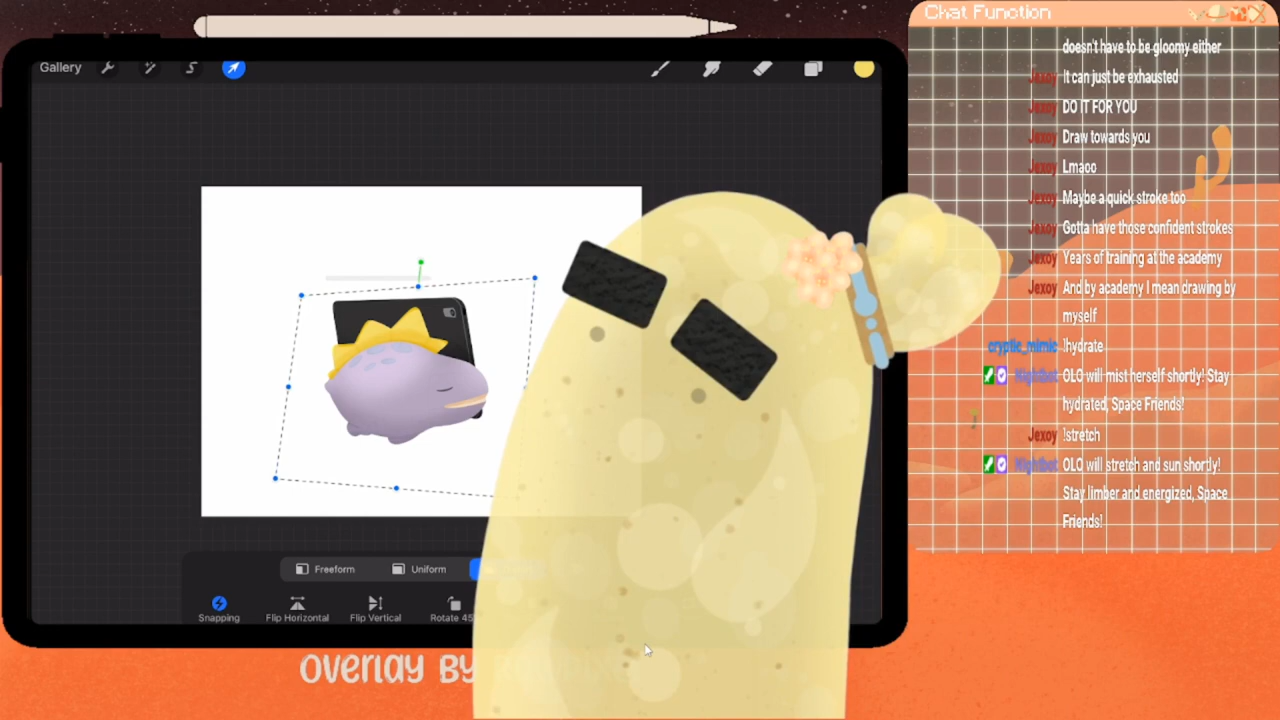 Chat Function
Gallery
doesn't have to be gloomy either
Jexoy It can just be exhausted
Jexoy DO IT FOR YOU
Jexoy Draw towards you
Jexoy Lmaoo
Jexoy Maybe a quick stroke too
Jexoy Gotta have those confident strokes
Jexoy Years of training at the academy
Jexoy And by academy I mean drawing by
myself
cryptic_mimic !hydrate
Nightbot OLO will mist herself shortly! Stay
hydrated, Space Friends!
Jexoy !stretch
Nightbot OLO will stretch and sun shortly!
Stay limber and energized, Space
Friends!
Freeform
Uniform
Snapping
Flip Horizontal
Flip Vertical
Rotate 45
Overlay by